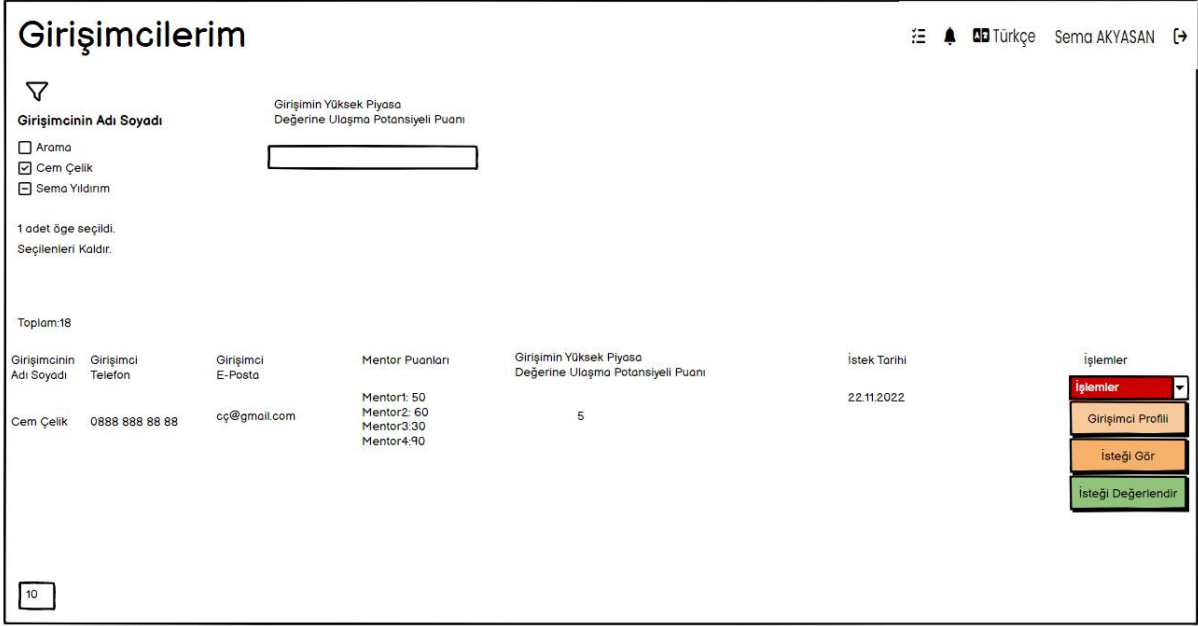 Girişimcilerim
Türkçe Sema AKYASAN
Girişimcinin Adı Soyadı
Arama
Cem Çelik
Sema Yıldırım
1 adet öge seçildi.
Seçilenleri Kaldır.
Girişimin Yüksek Piyasa
Değerine Ulaşma Potansiyeli Puanı
Toplam:18
Girişimcinin
Adı Soyadı
Girişimci
Telefon
Girişimci
E-Posta
Mentor Puanları
Girişimin Yüksek Piyasa
Değerine Ulaşma Potansiyeli Puanı
İstek Tarihi
İşlemler
Cem Çelik
0888 888 88 88
cç@gmail.com
Mentor1: 50
Mentor2: 60
Mentor3:30
Mentor4:90
5
22.11.2022
İşlemler
Girişimci Profili
İsteği Gör
İsteği Değerlendir
10